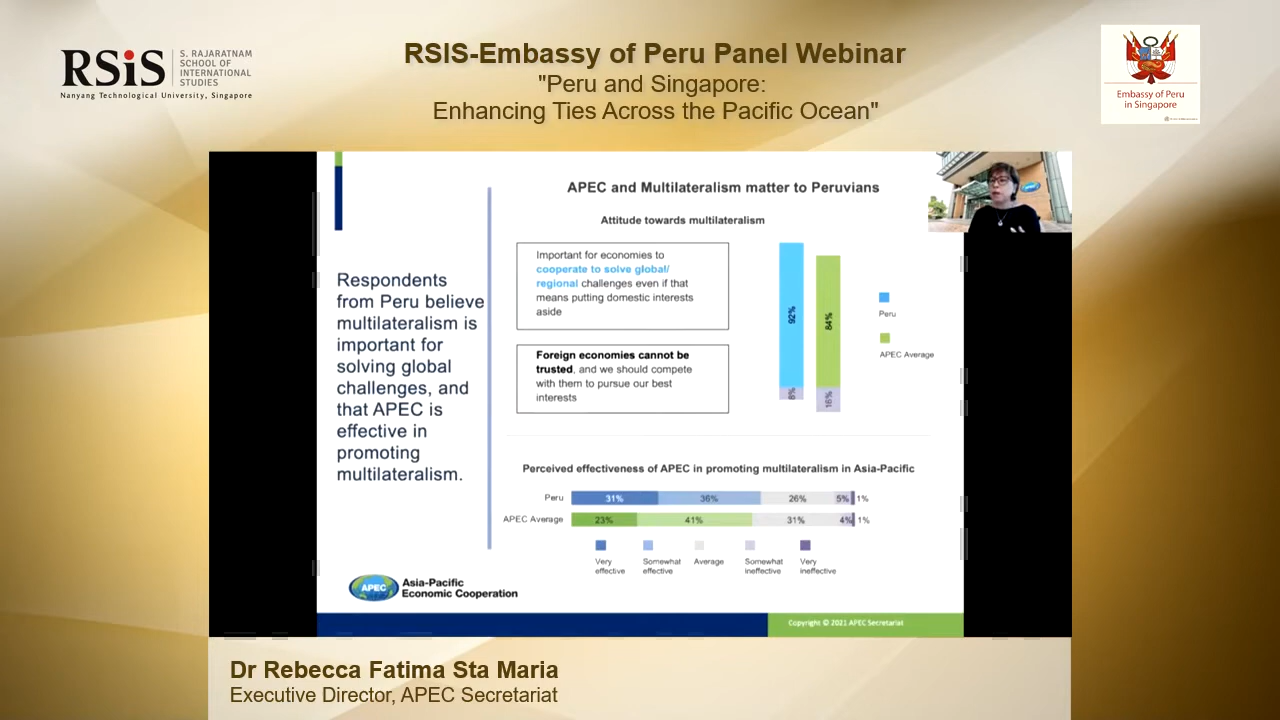 RSiS
S. RAJARATNAM
SCHOOL OF
INTERNATIONAL
STUDIES
Nanyang Technological University, Singapore
RSIS-Embassy of Peru Panel Webinar
"Peru and Singapore:
Enhancing Ties Across the Pacific Ocean"
Embassy of Peru
in Singapore
APEC and Multilateralism matter to Peruvians
Attitude towards multilateralism
Respondents
from Peru believe
multilateralism is
important for
solving global
challenges, and
that APEC is
effective in
promoting
multilateralism.
Important for economies to
cooperate to solve global/
regional challenges even if that
means putting domestic interests
aside
Foreign economies cannot be
trusted, and we should compete
with them to pursue our best
interests
92%
84%
8%
16%
Peru
APEC Average
Perceived effectiveness of APEC in promoting multilateralism in Asia-Pacific
Peru 31% 36% 26% 5% 1%
APEC Average 23% 41% 31% 4% 1%
Very effective
Somewhat effective
Average
Somewhat ineffective
Very ineffective
APEC
Asia-Pacific
Economic Cooperation
Copyright © 2021 APEC Secretariat
Dr Rebecca Fatima Sta Maria
Executive Director, APEC Secretariat